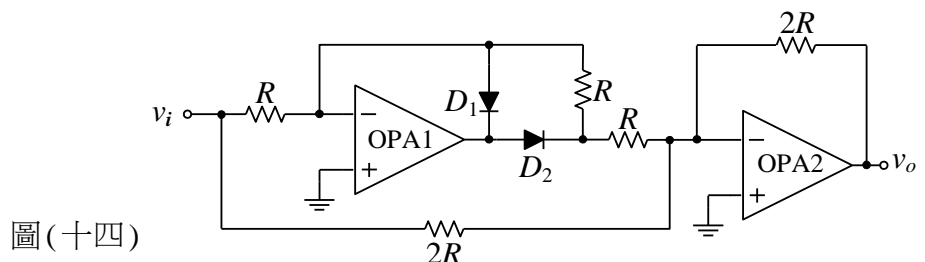 2R
R
R
D₁
R
vᵢ
−
OPA1
+
D₂
−
OPA2
+
vₒ
2R
圖(十四)